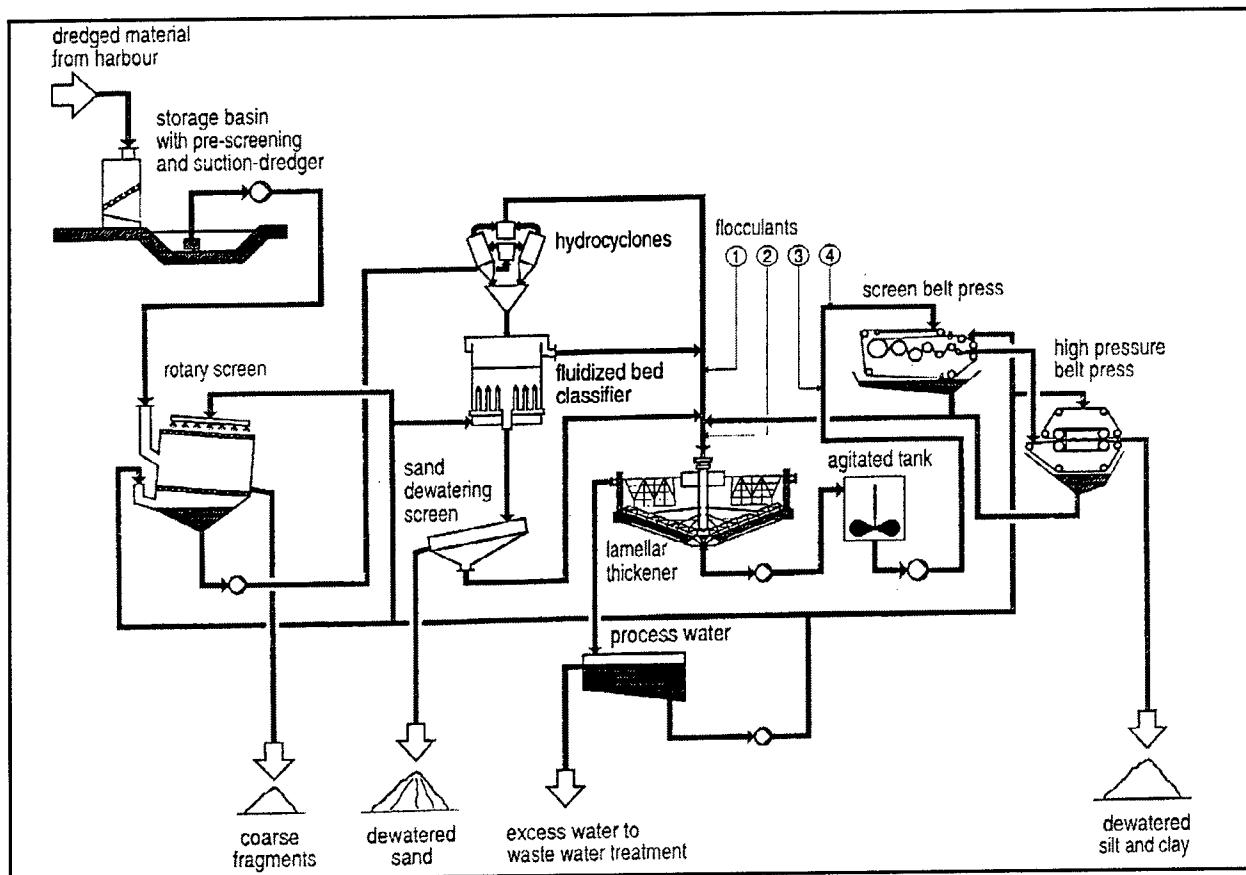 dredged material
from harbour
storage basin
with pre-screening
and suction-dredger
hydrocyclones
flocculants
1 2 3 4
screen belt press
high pressure
belt press
rotary screen
fluidized bed
classifier
sand
dewatering
screen
agitated tank
lamellar
thickener
process water
coarse
fragments
dewatered
sand
excess water to
waste water treatment
dewatered
silt and clay